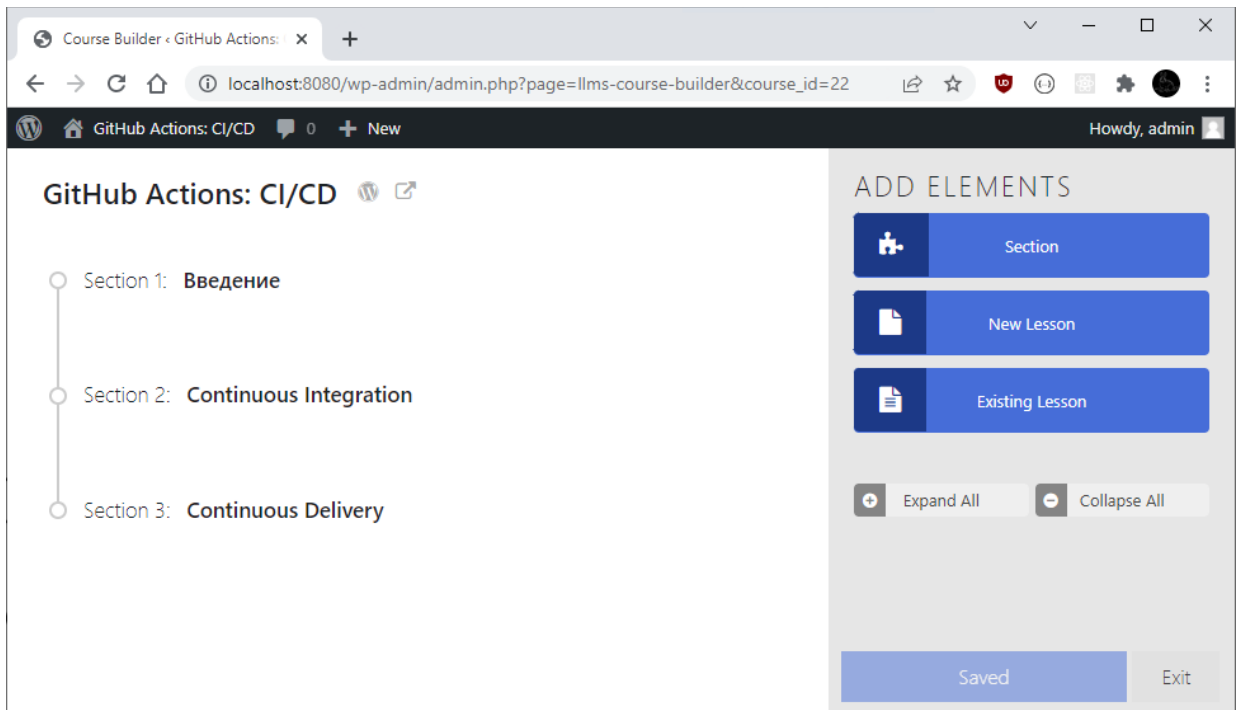 Course Builder ‹ GitHub Actions:
localhost:8080/wp-admin/admin.php?page=llms-course-builder&course_id=22
GitHub Actions: CI/CD 0 New Howdy, admin
GitHub Actions: CI/CD
Section 1: Введение
Section 2: Continuous Integration
Section 3: Continuous Delivery
ADD ELEMENTS
Section
New Lesson
Existing Lesson
Expand All Collapse All
Saved Exit